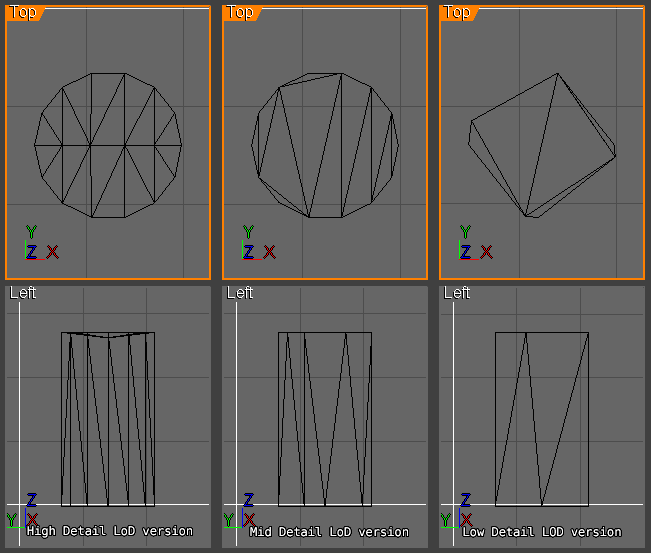 Top
Top
Top
Y
Z X
Y
Z X
Y
Z X
Left
Left
Left
Z
Y X
Z
Y X
Z
Y X
High Detail LoD version
Mid Detail LoD version
Low Detail LOD version